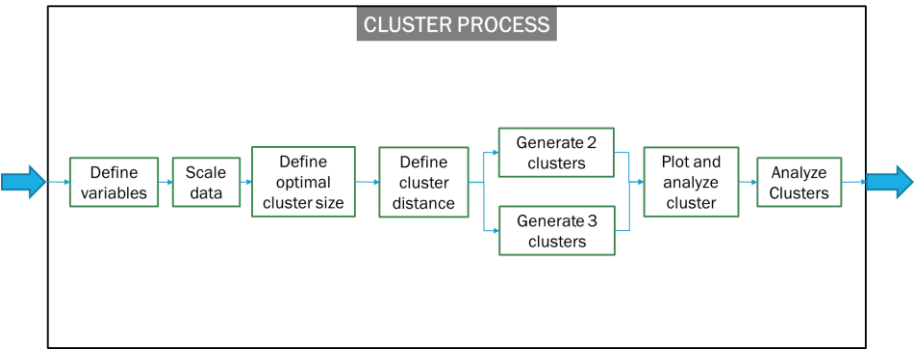 CLUSTER PROCESS
Define
variables
Scale
data
Define
optimal
cluster size
Define
cluster
distance
Generate 2
clusters
Generate 3
clusters
Plot and
analyze
cluster
Analyze
Clusters